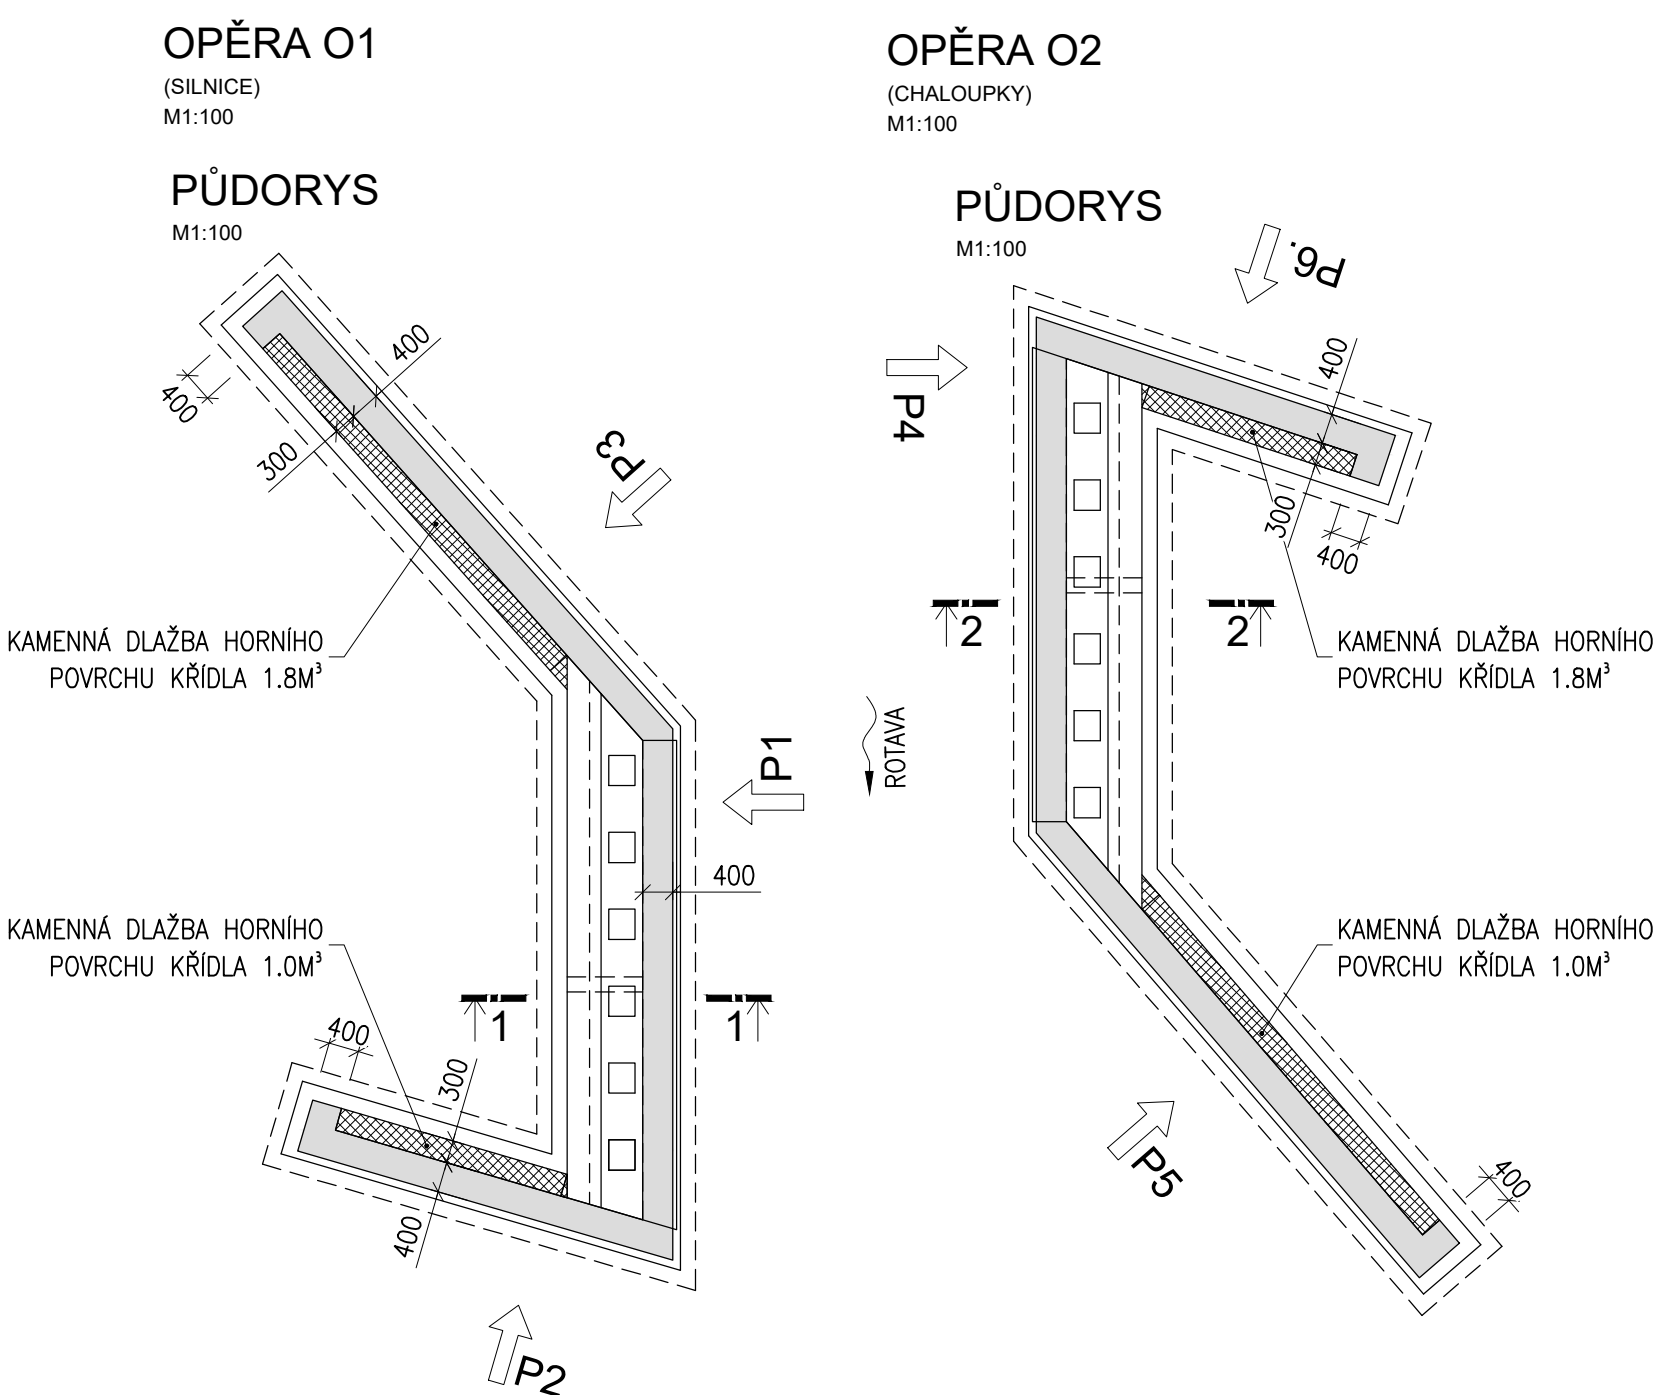 OPĚRA O1
(SILNICE)
M1:100
PŮDORYS
M1:100
400
400
300
P3
KAMENNÁ DLAŽBA HORNÍHO
POVRCHU KŘÍDLA 1.8M³
P1
400
KAMENNÁ DLAŽBA HORNÍHO
POVRCHU KŘÍDLA 1.0M³
1
1
400
300
400
P2
ROTAVA
OPĚRA O2
(CHALOUPKY)
M1:100
PŮDORYS
M1:100
P6.
P4
400
300
400
2
2
KAMENNÁ DLAŽBA HORNÍHO
POVRCHU KŘÍDLA 1.8M³
KAMENNÁ DLAŽBA HORNÍHO
POVRCHU KŘÍDLA 1.0M³
P5
400